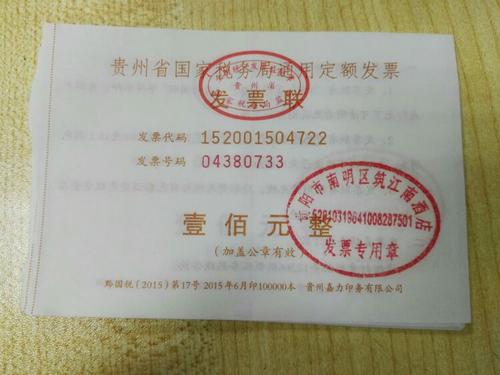 贵州省国家税务局通用定额发票
贵州省
发票联
发票代码 152001504722
发票号码 04380733
贵阳市南明区筑江南酒店
52010319641008287501
发票专用章
壹佰元整
(加盖公章有效)
黔国税(2015)第17号 2015年6月印100000本 贵州嘉力印务有限公司